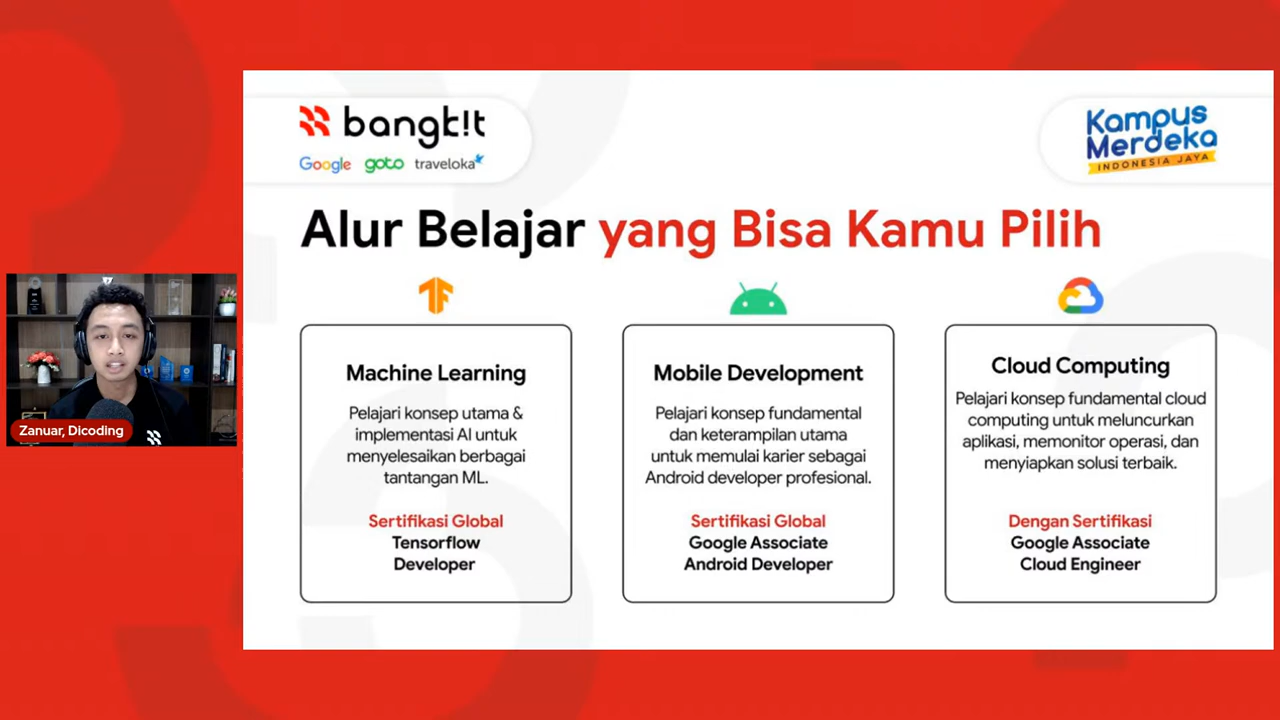 bangk!t
Google goto traveloka
Kampus
Merdeka
INDONESIA JAYA
Alur Belajar yang Bisa Kamu Pilih
Machine Learning
Pelajari konsep utama &
implementasi AI untuk
menyelesaikan berbagai
tantangan ML.
Sertifikasi Global
Tensorflow
Developer
Mobile Development
Pelajari konsep fundamental
dan keterampilan utama
untuk memulai karier sebagai
Android developer profesional.
Sertifikasi Global
Google Associate
Android Developer
Cloud Computing
Pelajari konsep fundamental cloud
computing untuk meluncurkan
aplikasi, memonitor operasi, dan
menyiapkan solusi terbaik.
Dengan Sertifikasi
Google Associate
Cloud Engineer
Zanuar, Dicoding